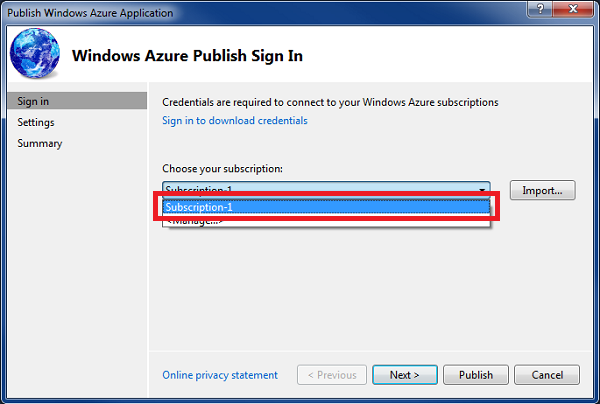 Publish Windows Azure Application
Windows Azure Publish Sign In
Sign in
Settings
Summary
Credentials are required to connect to your Windows Azure subscriptions
Sign in to download credentials
Choose your subscription:
Subscription-1
Import...
Subscription-1
<Manage...>
Online privacy statement
< Previous
Next >
Publish
Cancel